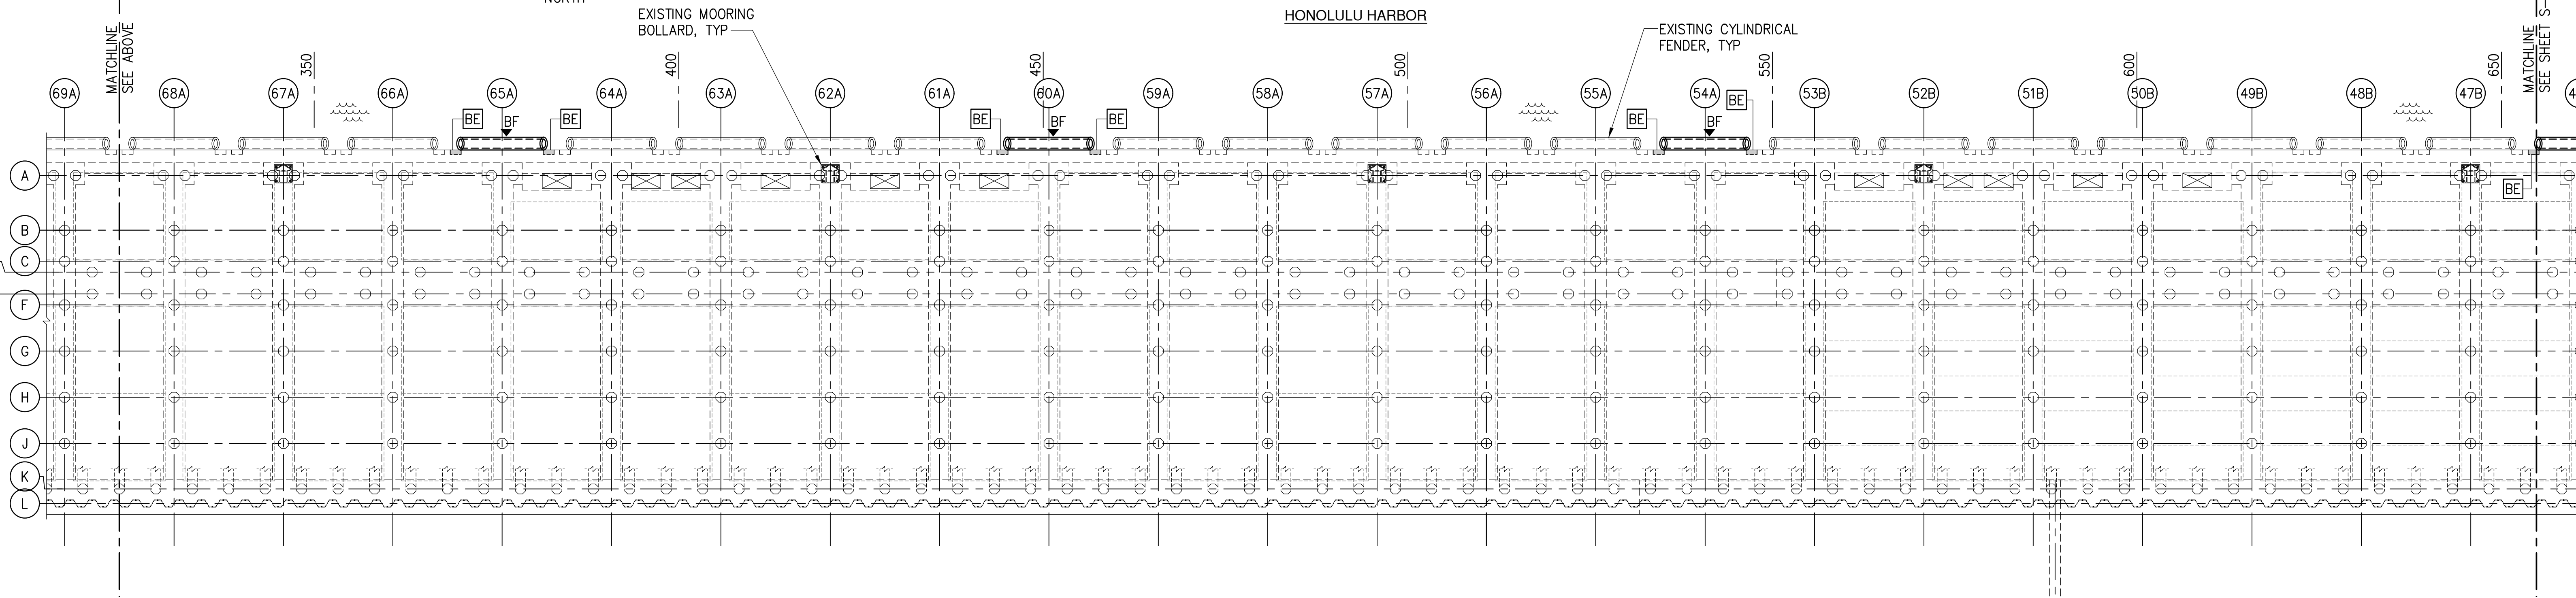 NORTH
EXISTING MOORING
BOLLARD, TYP
HONOLULU HARBOR
EXISTING CYLINDRICAL
FENDER, TYP
MATCHLINE
SEE ABOVE
350
400
450
500
550
600
650
MATCHLINE
SEE SHEET S-
69A
68A
67A
66A
65A
64A
63A
62A
61A
60A
59A
58A
57A
56A
55A
54A
53B
52B
51B
50B
49B
48B
47B
BE
BF
BE
BE
BF
BE
BE
BF
BE
BE
A
B
C
F
G
H
J
K
L